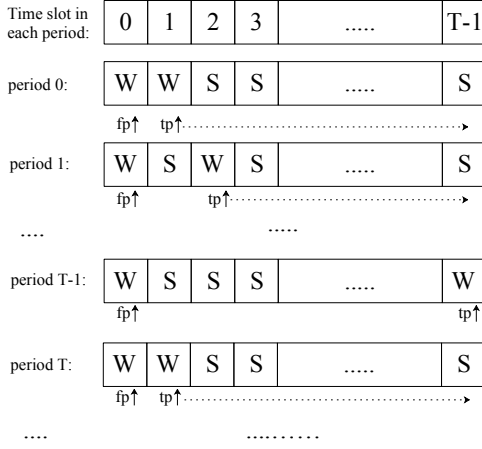 Time slot in
each period: 0 1 2 3 ..... T-1
period 0: W W S S ..... S
fp tp
period 1: W S W S ..... S
fp tp
.... .....
period T-1: W S S S ..... W
fp tp
period T: W W S S ..... S
fp tp
.... ..........